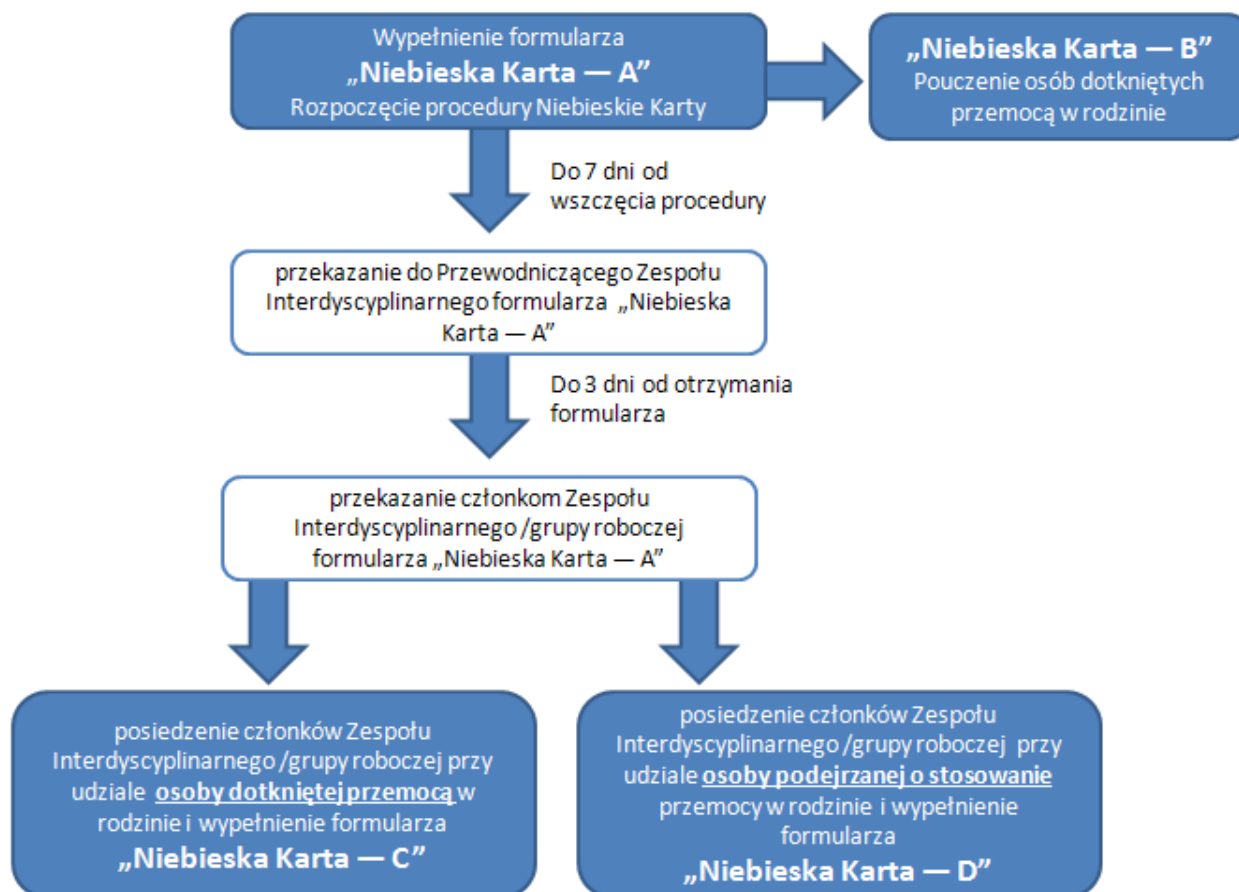 Wypełnienie formularza
„Niebieska Karta — A”
Rozpoczęcie procedury Niebieskie Karty
„Niebieska Karta — B”
Pouczenie osób dotkniętych
przemocą w rodzinie
Do 7 dni od
wszczęcia procedury
przekazanie do Przewodniczącego Zespołu
Interdyscyplinarnego formularza „Niebieska
Karta — A”
Do 3 dni od otrzymania
formularza
przekazanie członkom Zespołu
Interdyscyplinarnego /grupy roboczej
formularza „Niebieska Karta — A”
posiedzenie członków Zespołu
Interdyscyplinarnego /grupy roboczej przy
udziale osoby dotkniętej przemocą w
rodzinie i wypełnienie formularza
„Niebieska Karta — C”
posiedzenie członków Zespołu
Interdyscyplinarnego /grupy roboczej przy
udziale osoby podejrzanej o stosowanie
przemocy w rodzinie i wypełnienie
formularza
„Niebieska Karta — D”